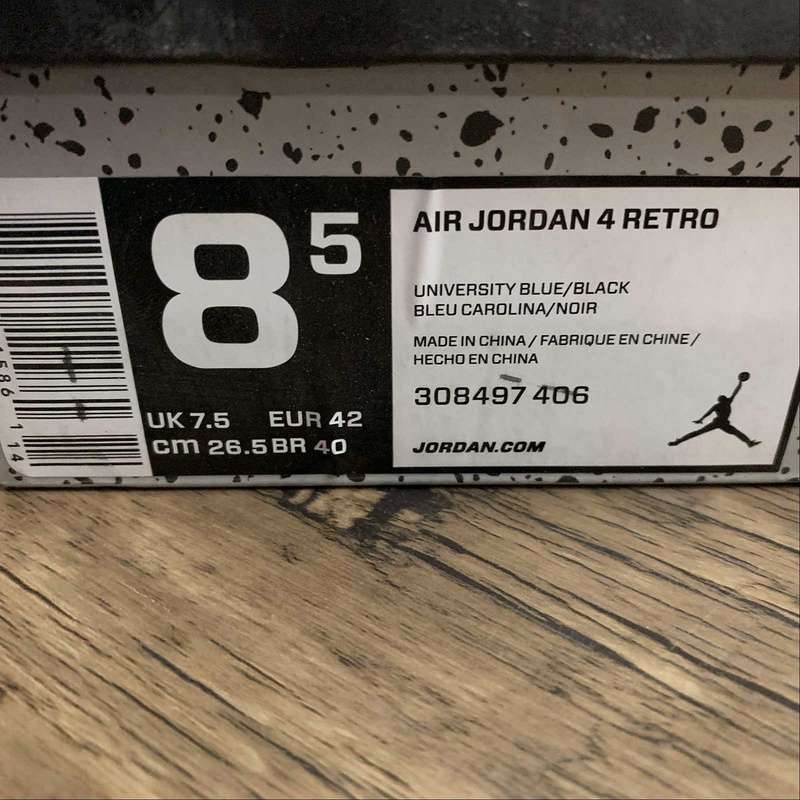 8 5
UK 7.5 EUR 42
cm 26.5 BR 40
AIR JORDAN 4 RETRO
UNIVERSITY BLUE/BLACK
BLEU CAROLINA/NOIR
MADE IN CHINA / FABRIQUE EN CHINE /
HECHO EN CHINA
308497 406
JORDAN.COM